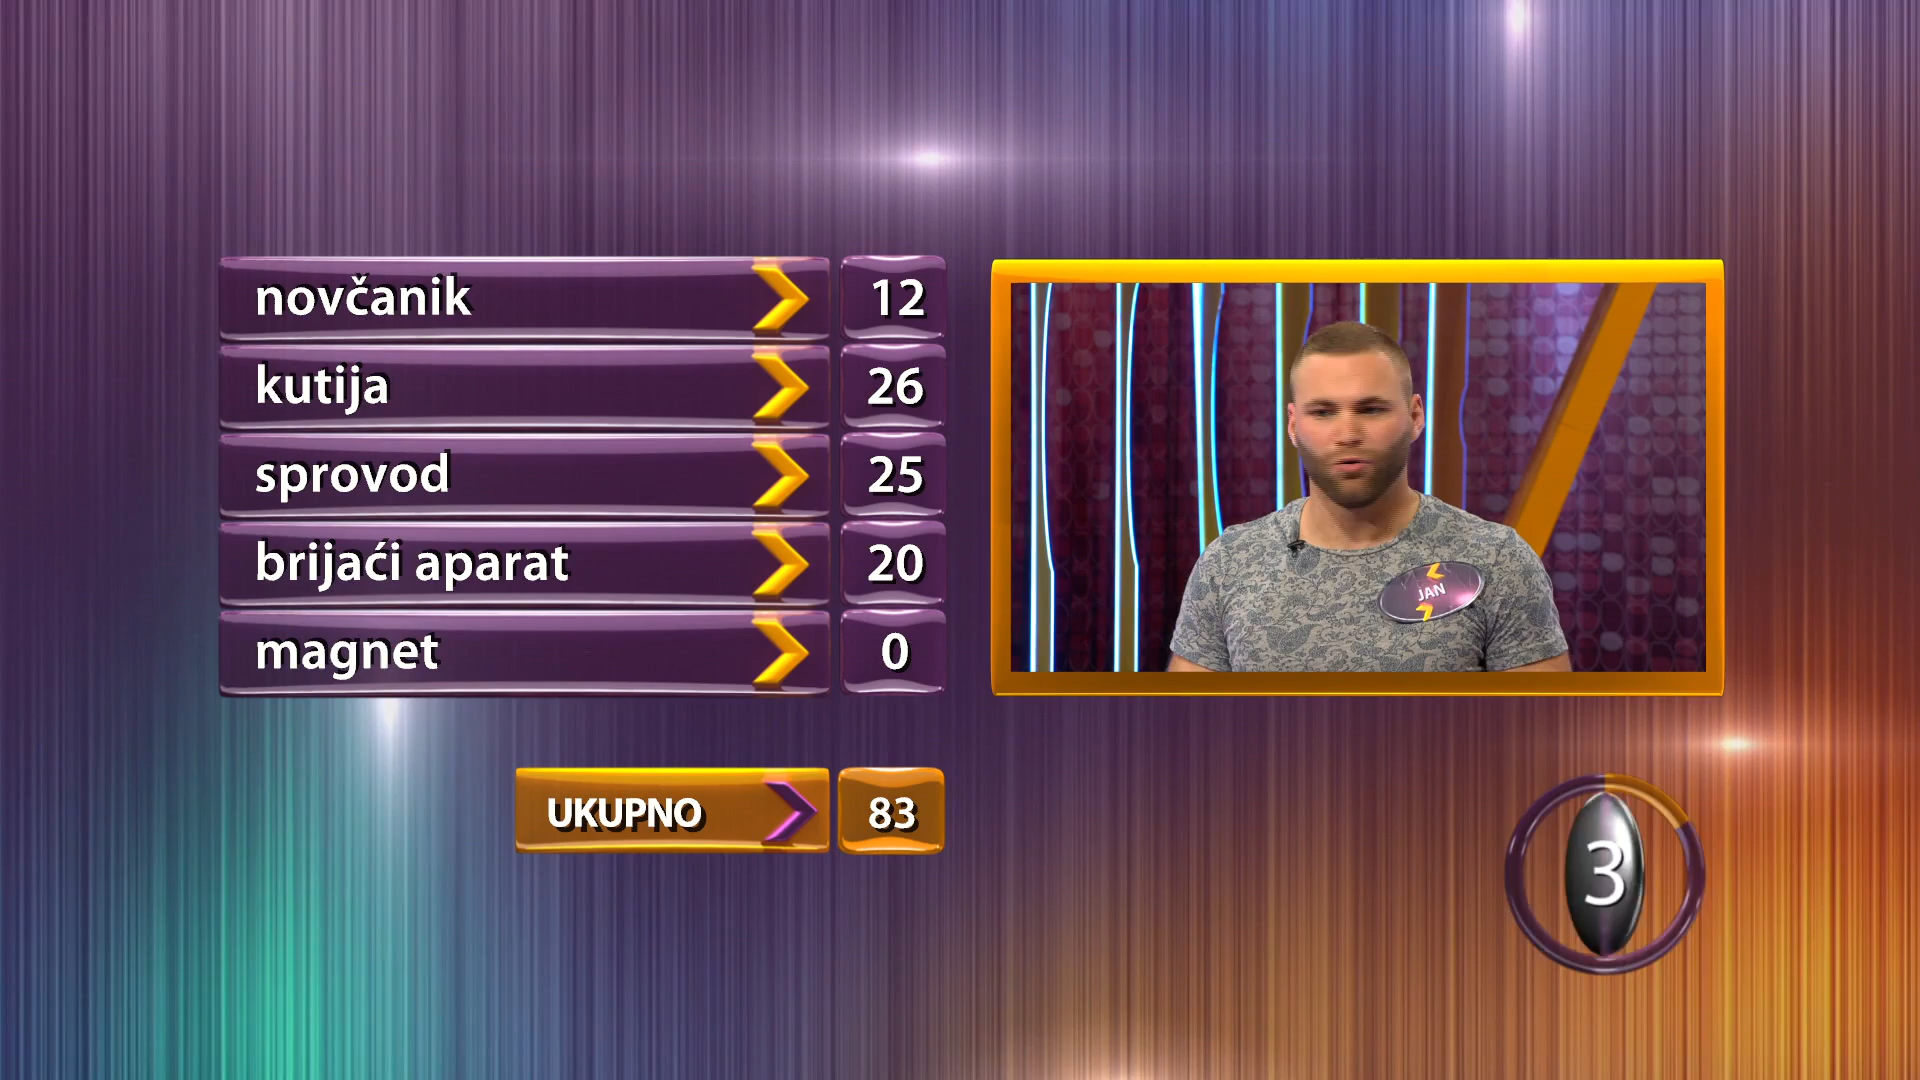 novčanik 12
kutija 26
sprovod 25
brijaći aparat 20
magnet 0
UKUPNO 83
JAN
3